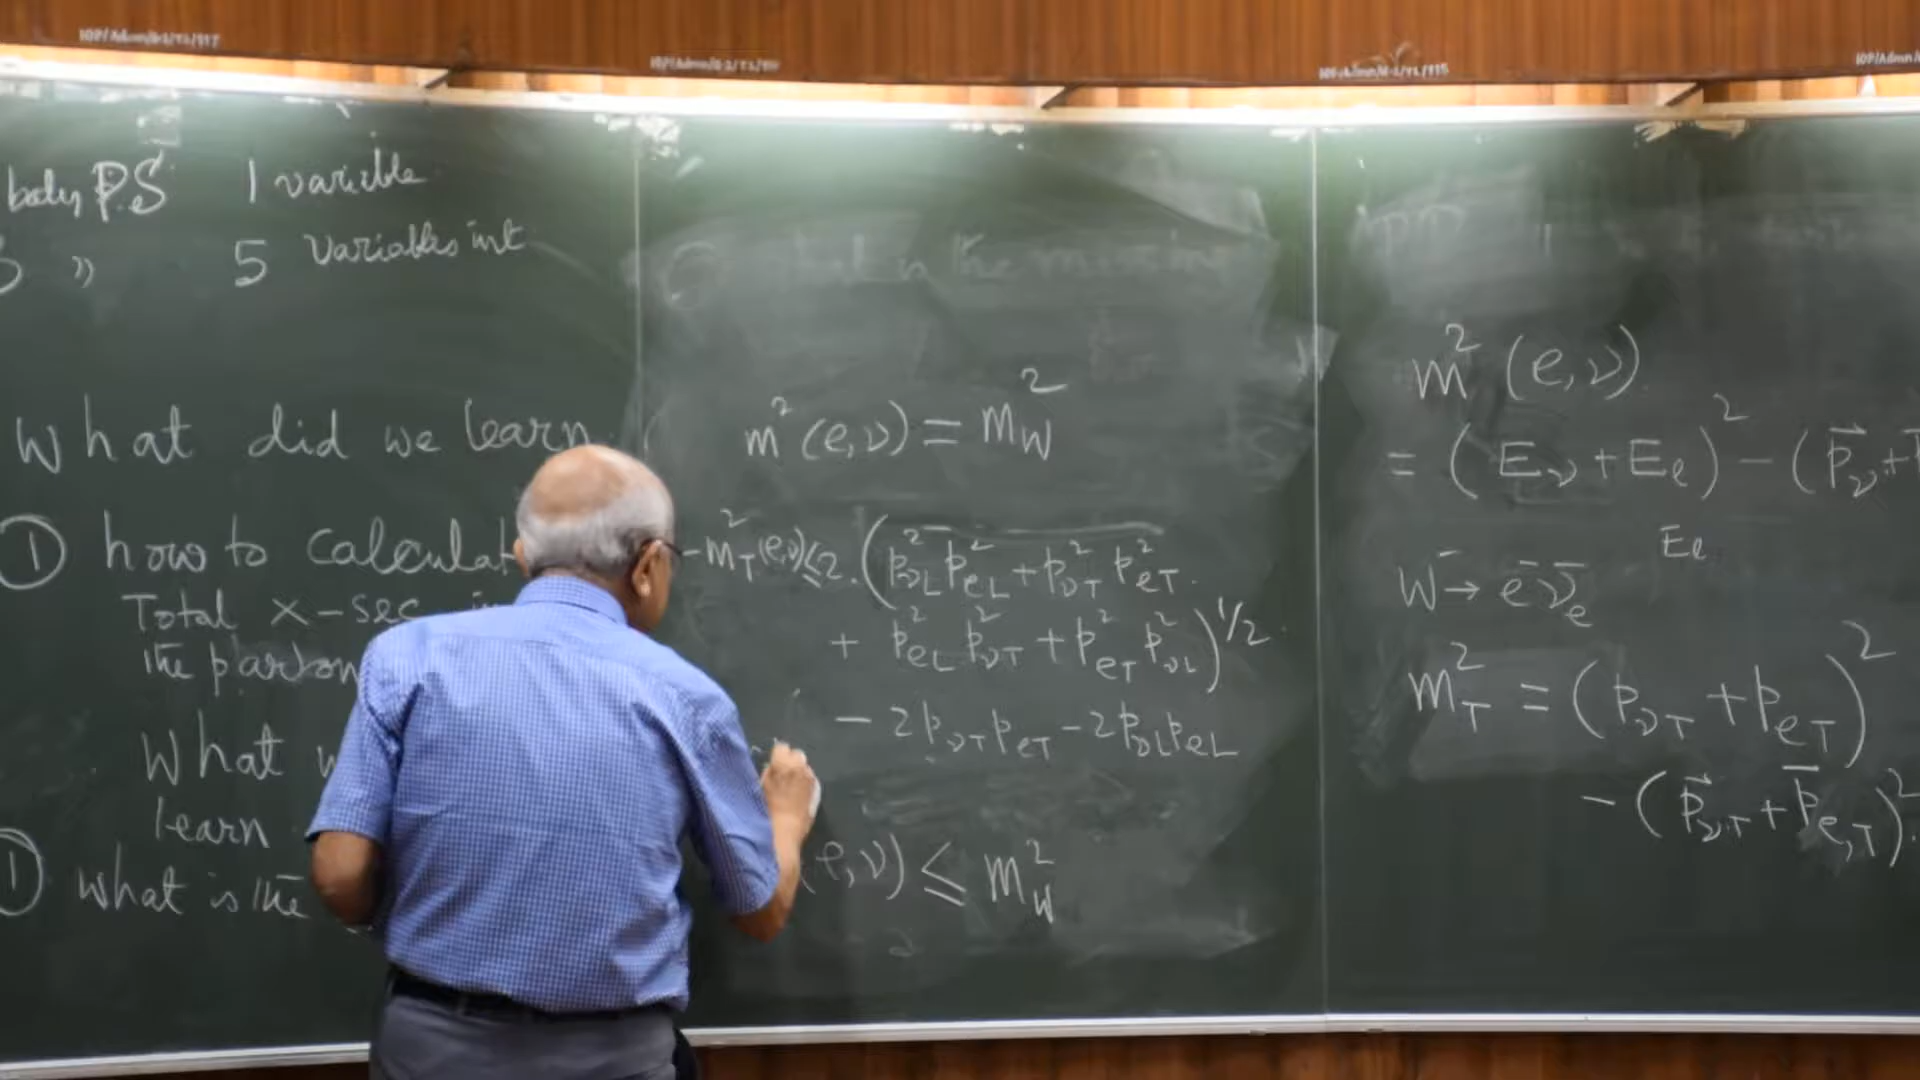 body P.S 1 variable
" 5 variables int
What did we learn
① how to calculat
Total x-sec
the parton
What
learn
① what is the
m²(e,ν) = m_W²
-m_T²(e,ν) ≤ 2.(p_νL² p_eL² + p_νT² p_eT²
+ p_eL² p_νT² + p_eT² p_νL²)^1/2
- 2p_νT p_eT - 2p_νL p_eL
(e,ν) ≤ m_W²
m²(e,ν)
= (E_ν + E_e)² - (p⃗_ν +
E_e
W⁻ → e⁻ ν̄_e
m_T² = (p_νT + p_eT)²
- (p⃗_νT + p⃗_e,T)².